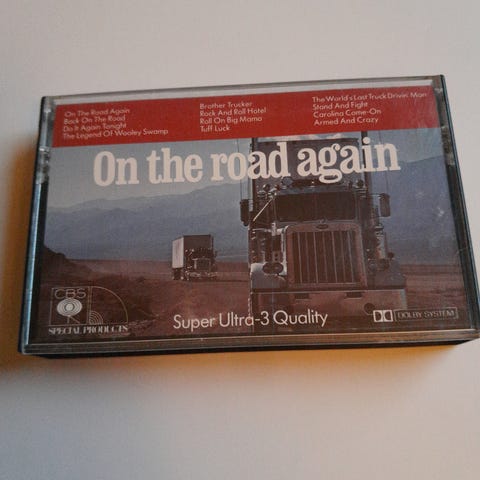 On The Road Again
Back On The Road
Do It Again Tonight
The Legend Of Wooley Swamp
Brother Trucker
Rock And Roll Hotel
Roll On Big Mama
Tuff Luck
The World's Last Truck Drivin' Man
Stand And Fight
Carolina Come-On
Armed And Crazy
On the road again
CBS
SPECIAL PRODUCTS
Super Ultra-3 Quality
DOLBY SYSTEM